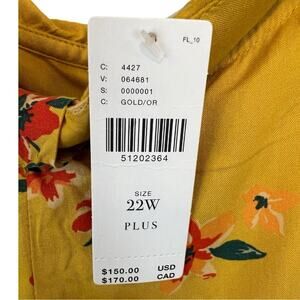 FL_10
C: 4427
V: 064681
S: 0000001
C: GOLD/OR
51202364
SIZE
22W
PLUS
$150.00 USD
$170.00 CAD